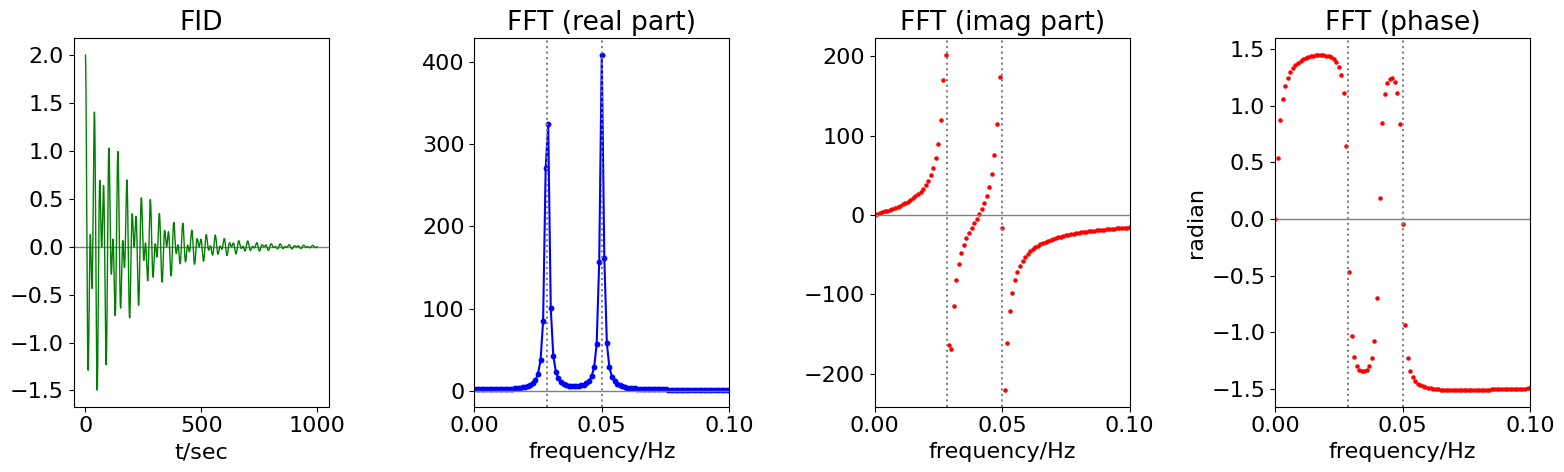 FID
2.0
1.5
1.0
0.5
0.0
−0.5
−1.0
−1.5
0 500 1000
t/sec
FFT (real part)
400
300
200
100
0
0.00 0.05 0.10
frequency/Hz
FFT (imag part)
200
100
0
−100
−200
0.00 0.05 0.10
frequency/Hz
FFT (phase)
radian
1.5
1.0
0.5
0.0
−0.5
−1.0
−1.5
0.00 0.05 0.10
frequency/Hz